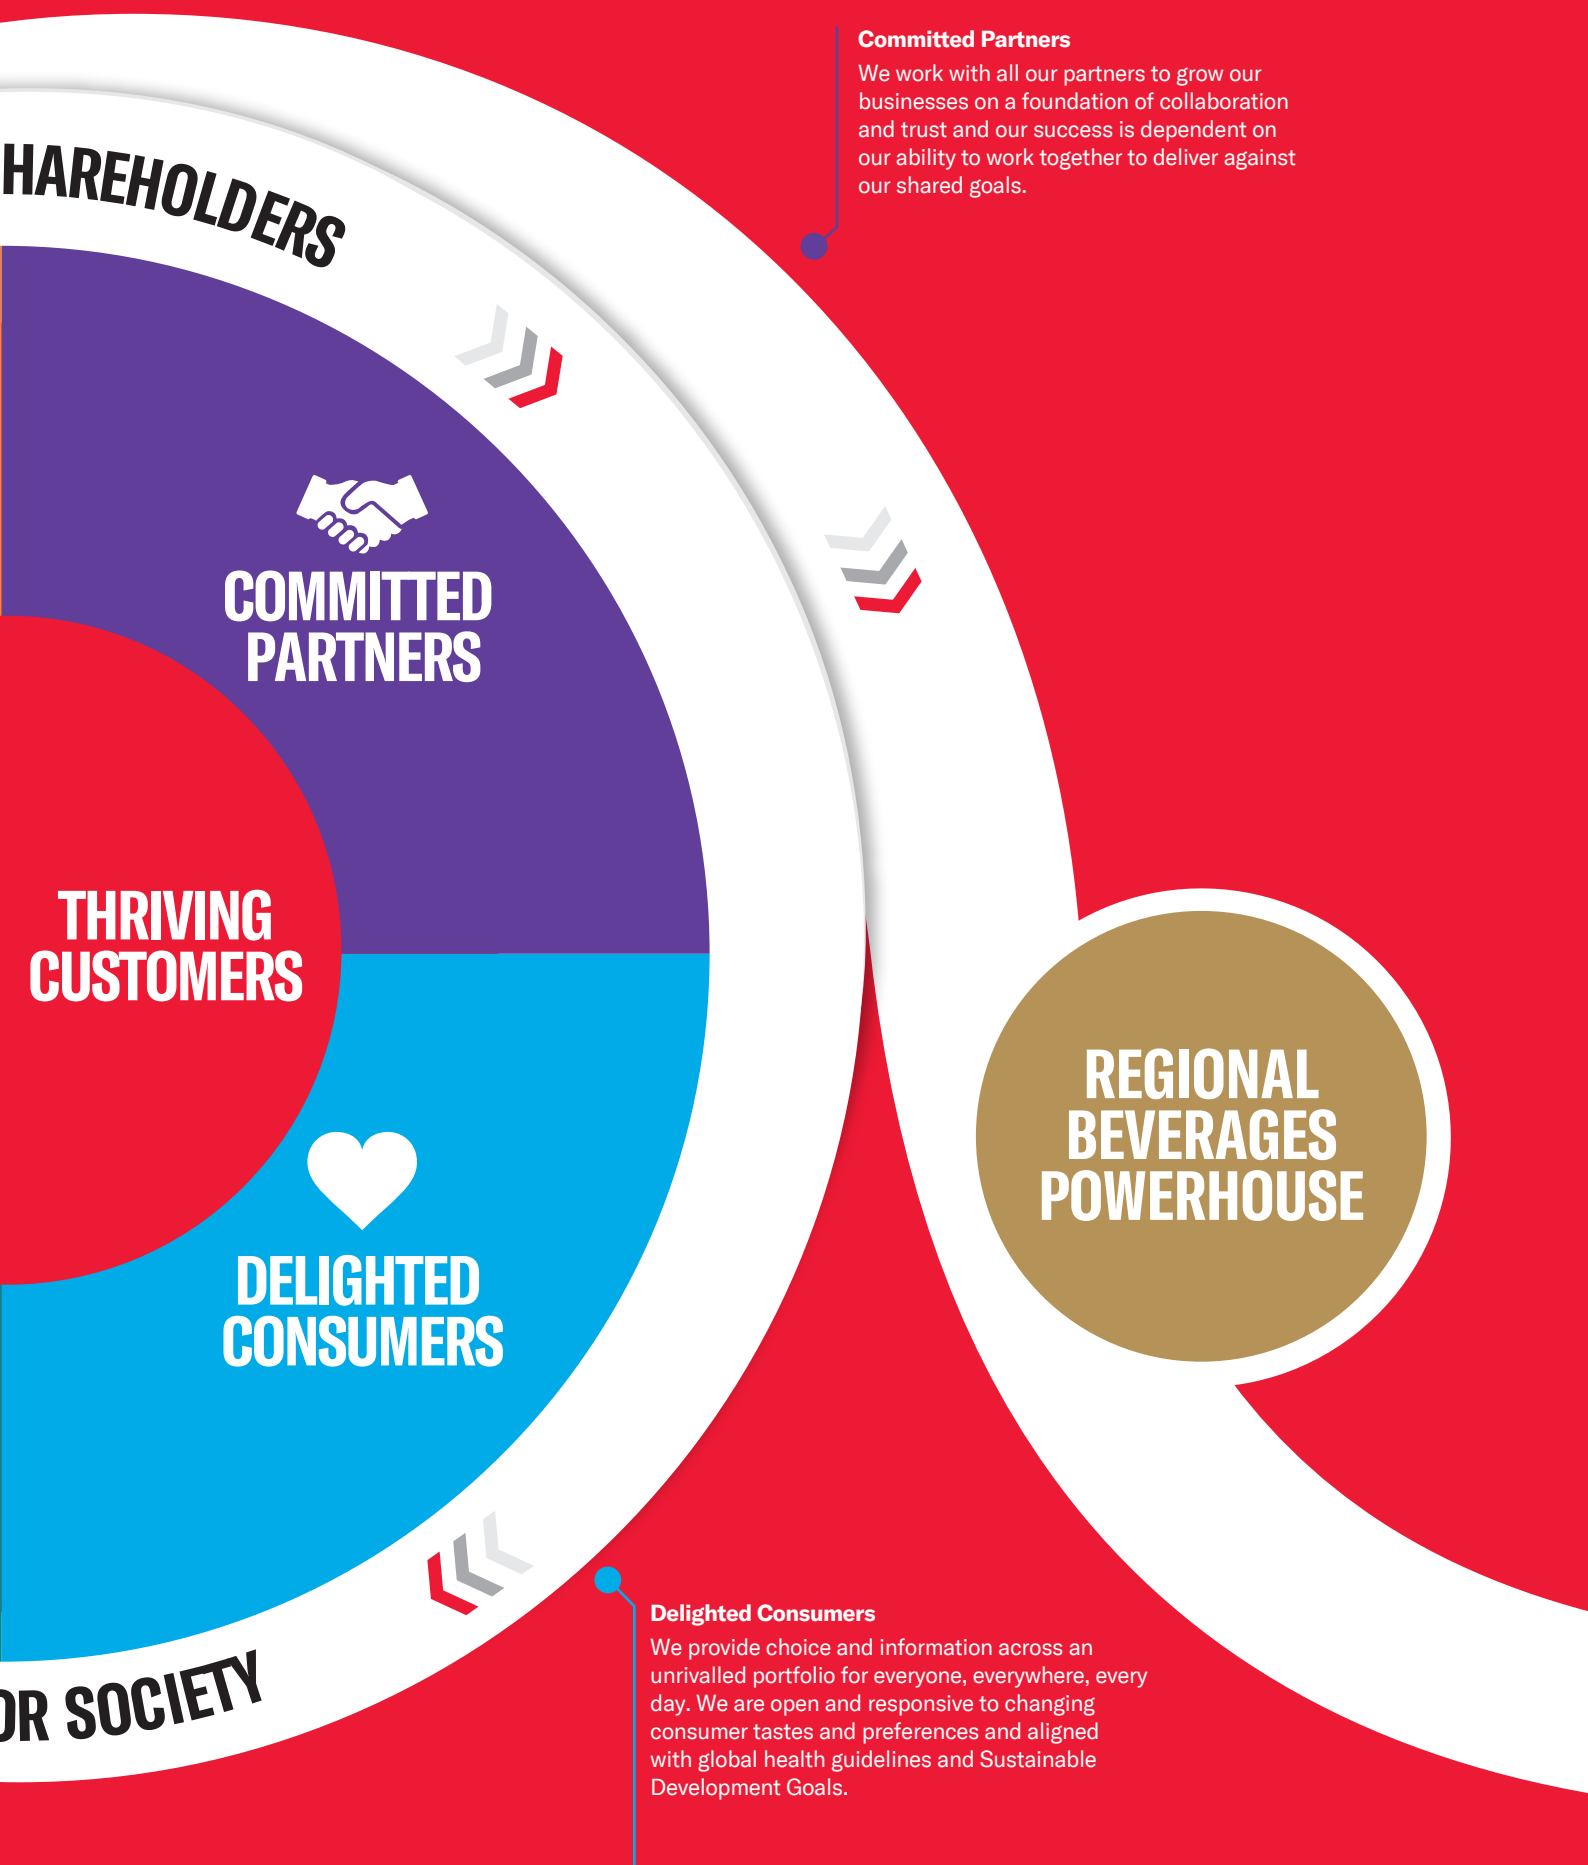 Committed Partners
We work with all our partners to grow our
businesses on a foundation of collaboration
and trust and our success is dependent on
our ability to work together to deliver against
our shared goals.
HAREHOLDERS
COMMITTED
PARTNERS
THRIVING
CUSTOMERS
REGIONAL
BEVERAGES
POWERHOUSE
DELIGHTED
CONSUMERS
OR SOCIETY
Delighted Consumers
We provide choice and information across an
unrivalled portfolio for everyone, everywhere, every
day. We are open and responsive to changing
consumer tastes and preferences and aligned
with global health guidelines and Sustainable
Development Goals.